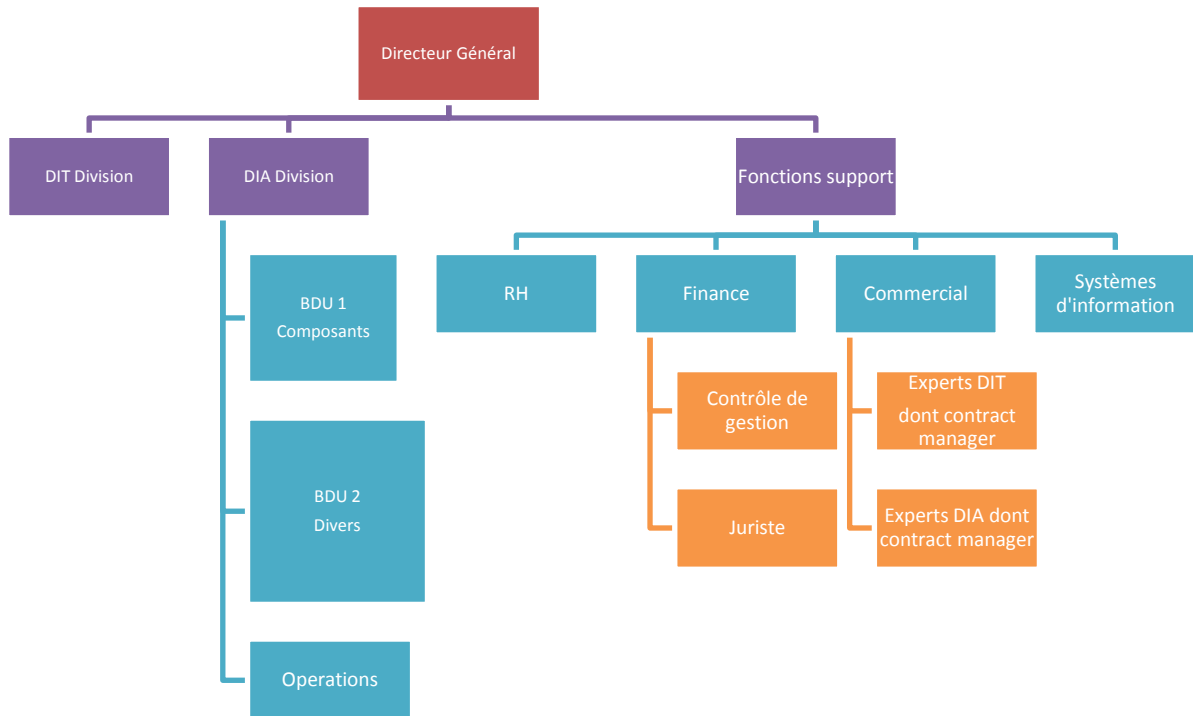 Directeur Général
DIT Division
DIA Division
Fonctions support
BDU 1
Composants
RH
Finance
Commercial
Systèmes
d'information
Contrôle de
gestion
Experts DIT
dont contract
manager
BDU 2
Divers
Juriste
Experts DIA dont
contract manager
Operations